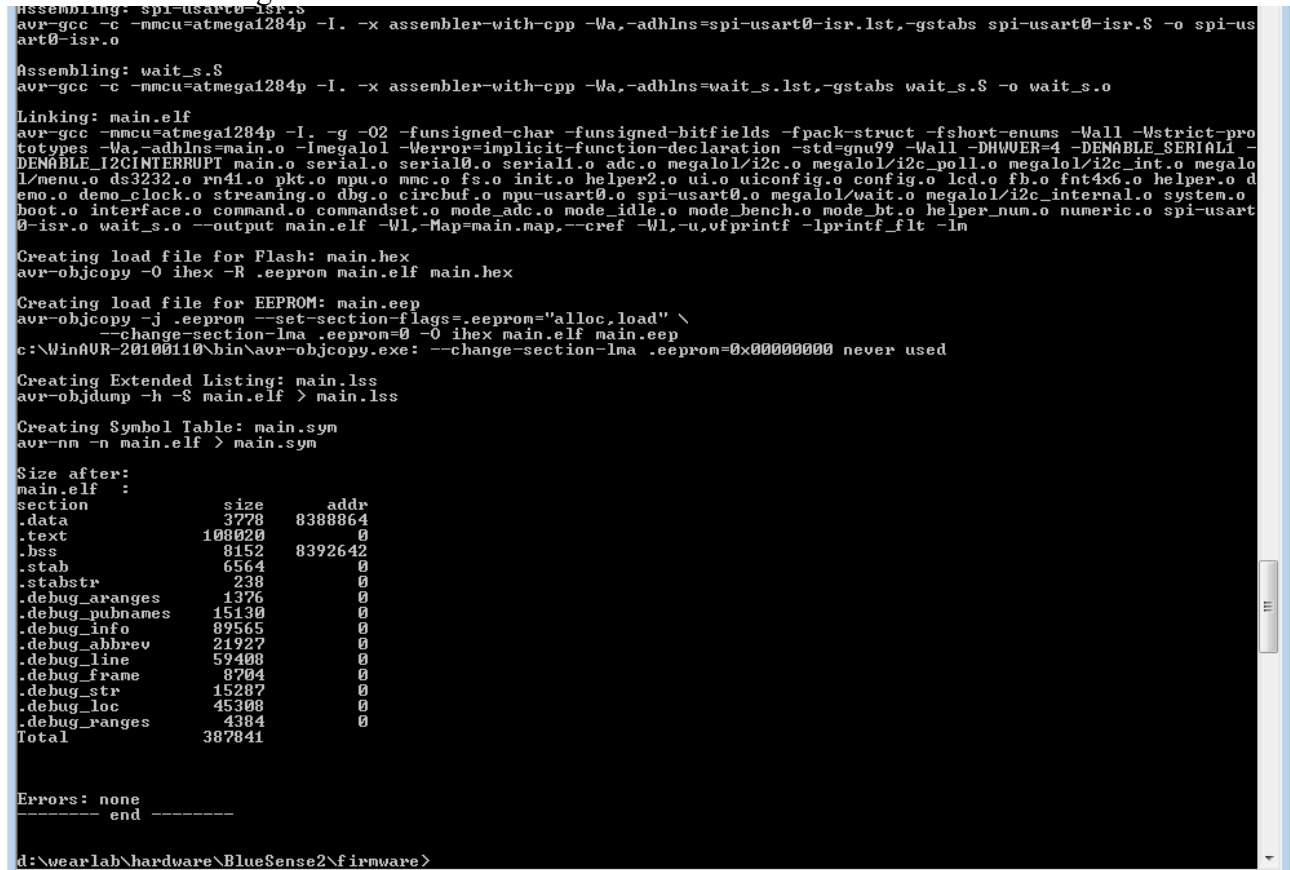 Assembling: spi-usart0-isr.S
avr-gcc -c -mmcu=atmega1284p -I. -x assembler-with-cpp -Wa,-adhlns=spi-usart0-isr.lst,-gstabs spi-usart0-isr.S -o spi-us
art0-isr.o
Assembling: wait_s.S
avr-gcc -c -mmcu=atmega1284p -I. -x assembler-with-cpp -Wa,-adhlns=wait_s.lst,-gstabs wait_s.S -o wait_s.o
Linking: main.elf
avr-gcc -mmcu=atmega1284p -I. -g -O2 -funsigned-char -funsigned-bitfields -fpack-struct -fshort-enums -Wall -Wstrict-pro
totypes -Wa,-adhlns=main.o -Imegalol -Werror=implicit-function-declaration -std=gnu99 -Wall -DHWVER=4 -DENABLE_SERIAL1 -
DENABLE_I2CINTERRUPT main.o serial.o serial0.o serial1.o adc.o megalol/i2c.o megalol/i2c_poll.o megalol/i2c_int.o megalo
l/menu.o ds3232.o rn41.o pkt.o mpu.o mmc.o fs.o init.o helper2.o ui.o uiconfig.o config.o lcd.o fb.o fnt4x6.o helper.o d
emo.o demo_clock.o streaming.o dbg.o circbuf.o mpu-usart0.o spi-usart0.o megalol/wait.o megalol/i2c_internal.o system.o
boot.o interface.o command.o commandset.o mode_adc.o mode_idle.o mode_bench.o mode_bt.o helper_num.o numeric.o spi-usart
0-isr.o wait_s.o --output main.elf -Wl,-Map=main.map,--cref -Wl,-u,vfprintf -lprintf_flt -lm
Creating load file for Flash: main.hex
avr-objcopy -O ihex -R .eeprom main.elf main.hex
Creating load file for EEPROM: main.eep
avr-objcopy -j .eeprom --set-section-flags=.eeprom="alloc,load" \
--change-section-lma .eeprom=0 -O ihex main.elf main.eep
c:\WinAVR-20100110\bin\avr-objcopy.exe: --change-section-lma .eeprom=0x00000000 never used
Creating Extended Listing: main.lss
avr-objdump -h -S main.elf > main.lss
Creating Symbol Table: main.sym
avr-nm -n main.elf > main.sym
Size after:
main.elf  :
section size addr
.data 3778 8388864
.text 108020 0
.bss 8152 8392642
.stab 6564 0
.stabstr 238 0
.debug_aranges 1376 0
.debug_pubnames 15130 0
.debug_info 89565 0
.debug_abbrev 21927 0
.debug_line 59408 0
.debug_frame 8704 0
.debug_str 15287 0
.debug_loc 45308 0
.debug_ranges 4384 0
Total 387841
Errors: none
-------- end --------
d:\wearlab\hardware\BlueSense2\firmware>